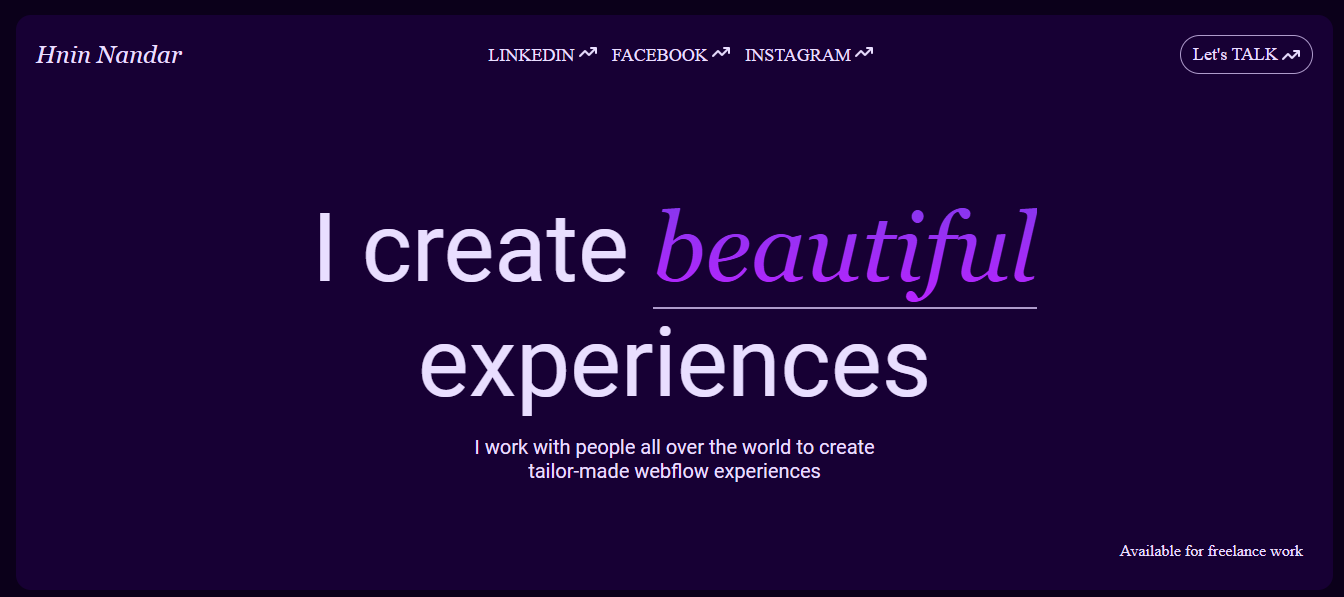 Hnin Nandar
LINKEDIN FACEBOOK INSTAGRAM
Let's TALK
I create beautiful
experiences
I work with people all over the world to create
tailor-made webflow experiences
Available for freelance work